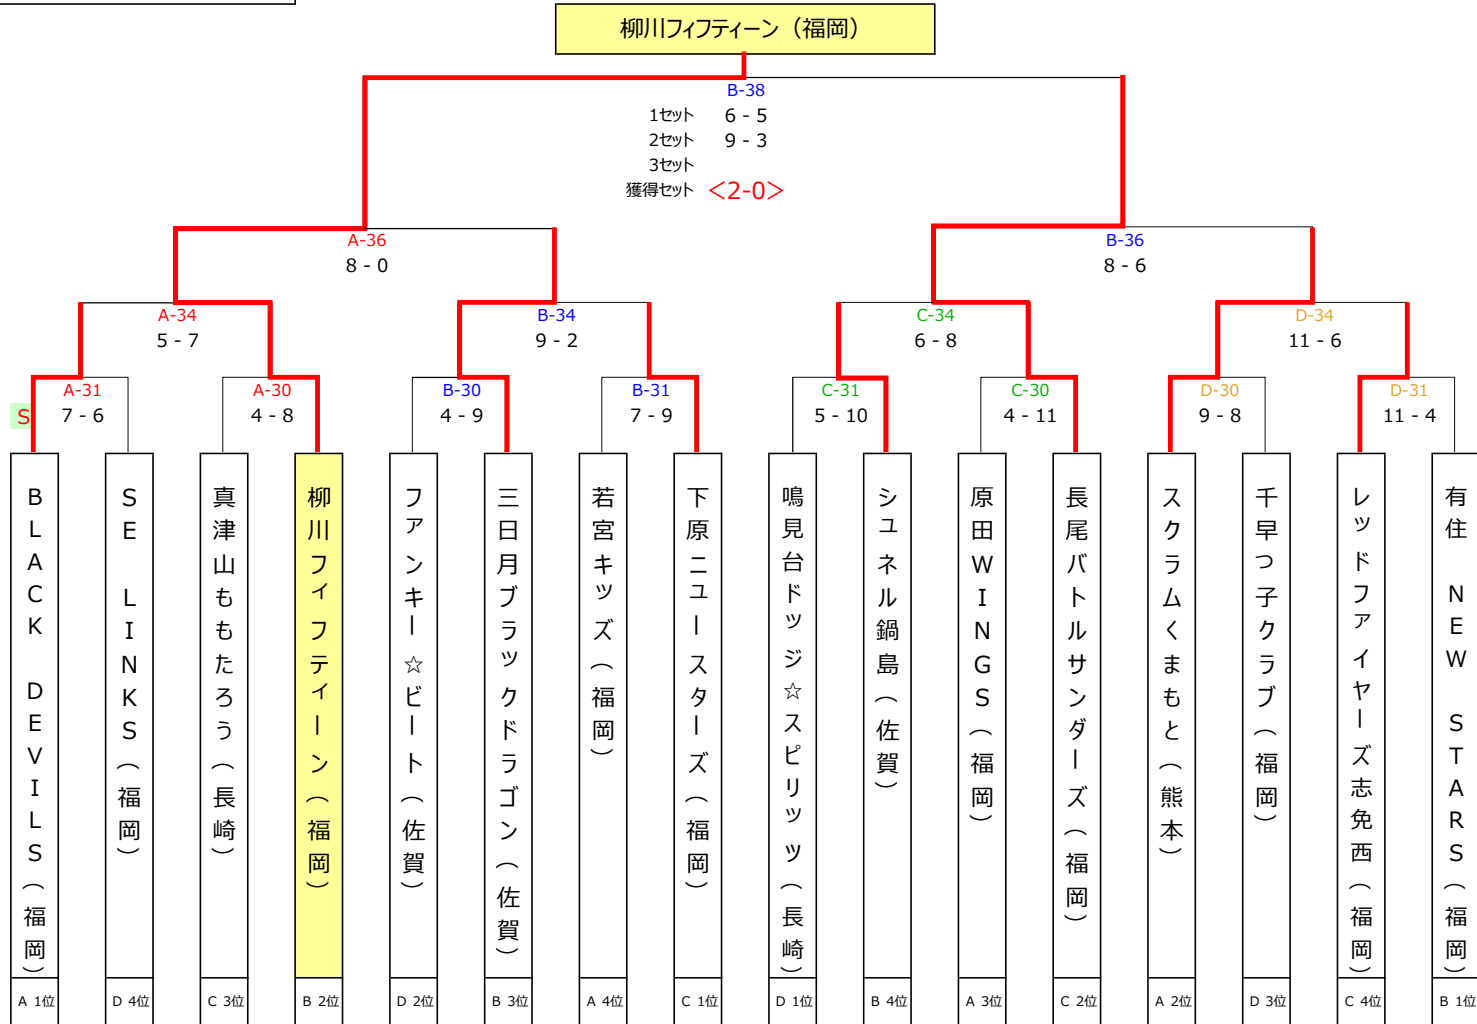 柳川フィフティーン（福岡）
B-38
1セット 6 - 5
2セット 9 - 3
3セット
獲得セット ＜2-0＞
A-36
8 - 0
B-36
8 - 6
A-34
5 - 7
B-34
9 - 2
C-34
6 - 8
D-34
11 - 6
A-31
S 7 - 6
A-30
4 - 8
B-30
4 - 9
B-31
7 - 9
C-31
5 - 10
C-30
4 - 11
D-30
9 - 8
D-31
11 - 4
BLACK DEVILS（福岡）
SE LINKS（福岡）
真津山ももたろう（長崎）
柳川フィフティーン（福岡）
ファンキー☆ビート（佐賀）
三日月ブラックドラゴン（佐賀）
若宮キッズ（福岡）
下原ニュースターズ（福岡）
鳴見台ドッジ☆スピリッツ（長崎）
シュネル鍋島（佐賀）
原田WINGS（福岡）
長尾バトルサンダーズ（福岡）
スクラムくまもと（熊本）
千早っ子クラブ（福岡）
レッドファイヤーズ志免西（福岡）
有住 NEW STARS（福岡）
A 1位
D 4位
C 3位
B 2位
D 2位
B 3位
A 4位
C 1位
D 1位
B 4位
A 3位
C 2位
A 2位
D 3位
C 4位
B 1位